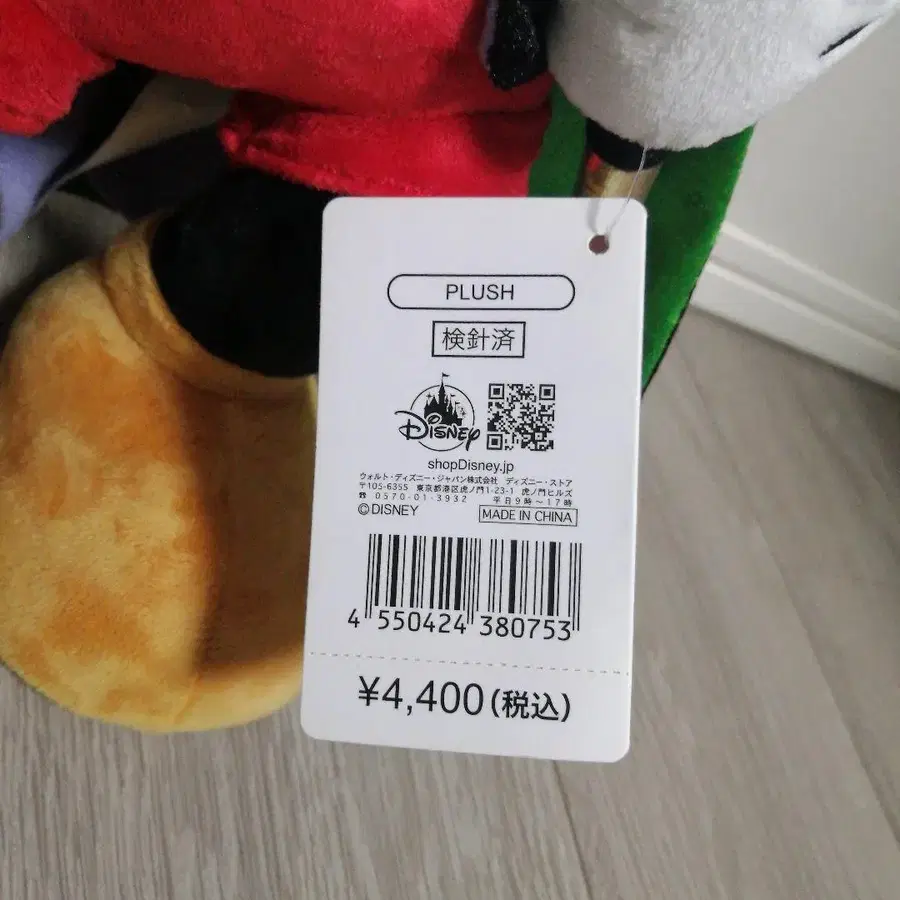 PLUSH
検針済
Disney
shopDisney.jp
ウォルト・ディズニー・ジャパン株式会社 ディズニー・ストア
〒105-6355 東京都港区虎ノ門1-23-1 虎ノ門ヒルズ
☎ 0570-01-3932 平日9時～17時
©DISNEY MADE IN CHINA
4 550424 380753
¥4,400(税込)